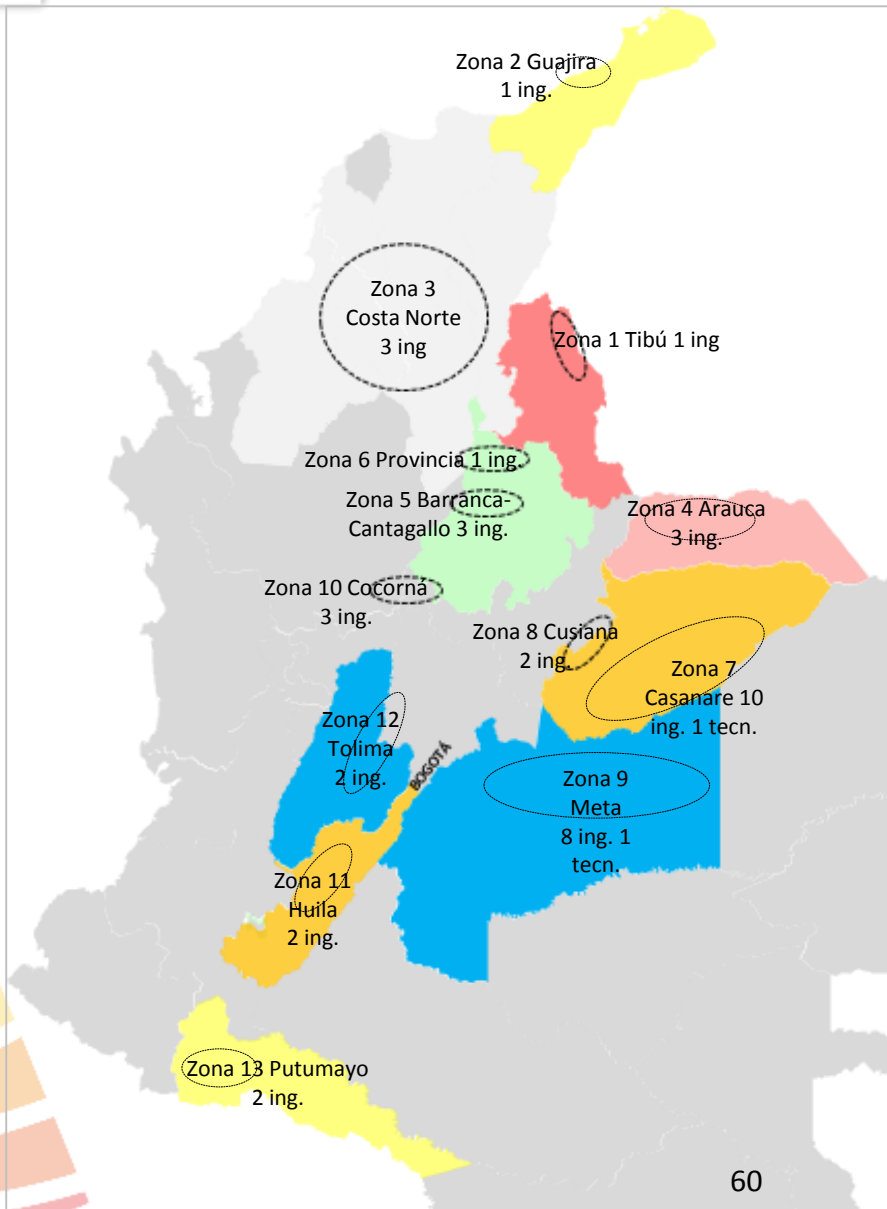 Zona 2 Guajira
1 ing.
Zona 3
Costa Norte
3 ing
Zona 1 Tibú 1 ing
Zona 6 Provincia 1 ing.
Zona 5 Barranca-
Cantagallo 3 ing.
Zona 4 Arauca
3 ing.
Zona 10 Cocorná
3 ing.
Zona 8 Cusiana
2 ing.
Zona 7
Casanare 10
ing. 1 tecn.
Zona 12
Tolima
2 ing.
BOGOTÁ
Zona 9
Meta
8 ing. 1
tecn.
Zona 11
Huila
2 ing.
Zona 13 Putumayo
2 ing.
60